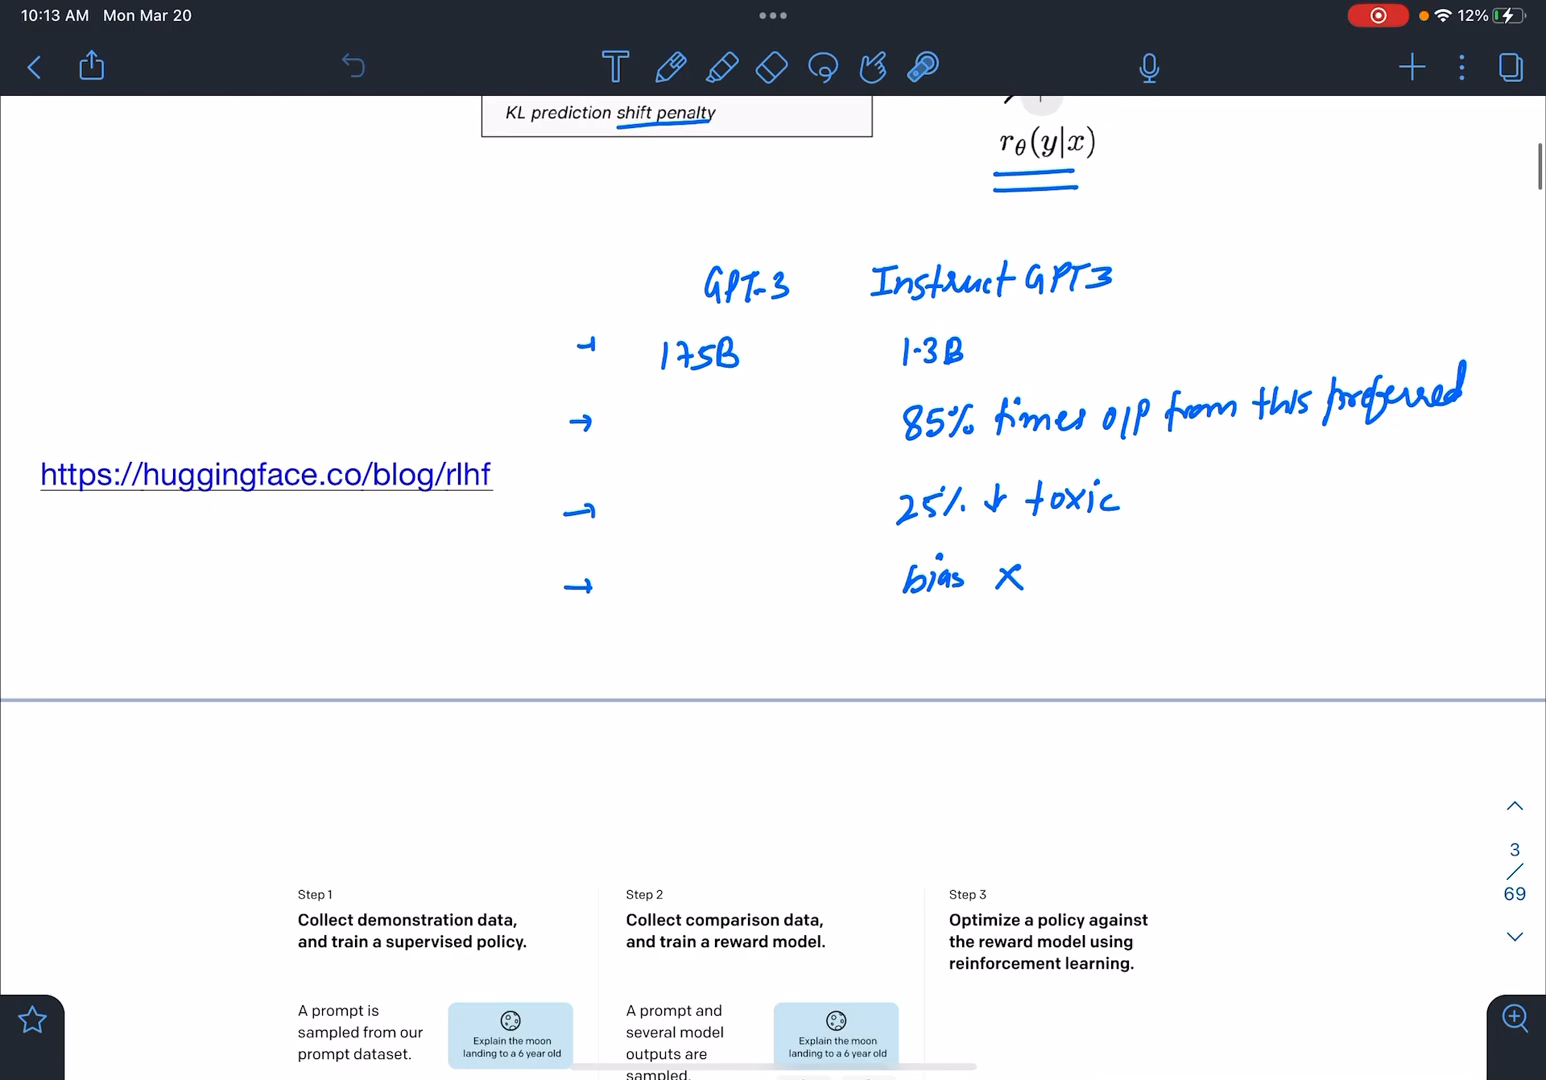 10:13 AM Mon Mar 20
12%
KL prediction shift penalty
rθ(y|x)
GPT-3 Instruct GPT3
175B 1.3B
→ 85% times o/p from this preferred
https://huggingface.co/blog/rlhf
→ 25% ↓ toxic
→ bias x
3
/
69
Step 1
Collect demonstration data,
and train a supervised policy.
A prompt is
sampled from our
prompt dataset.
Explain the moon
landing to a 6 year old
Step 2
Collect comparison data,
and train a reward model.
A prompt and
several model
outputs are
sampled.
Explain the moon
landing to a 6 year old
Step 3
Optimize a policy against
the reward model using
reinforcement learning.